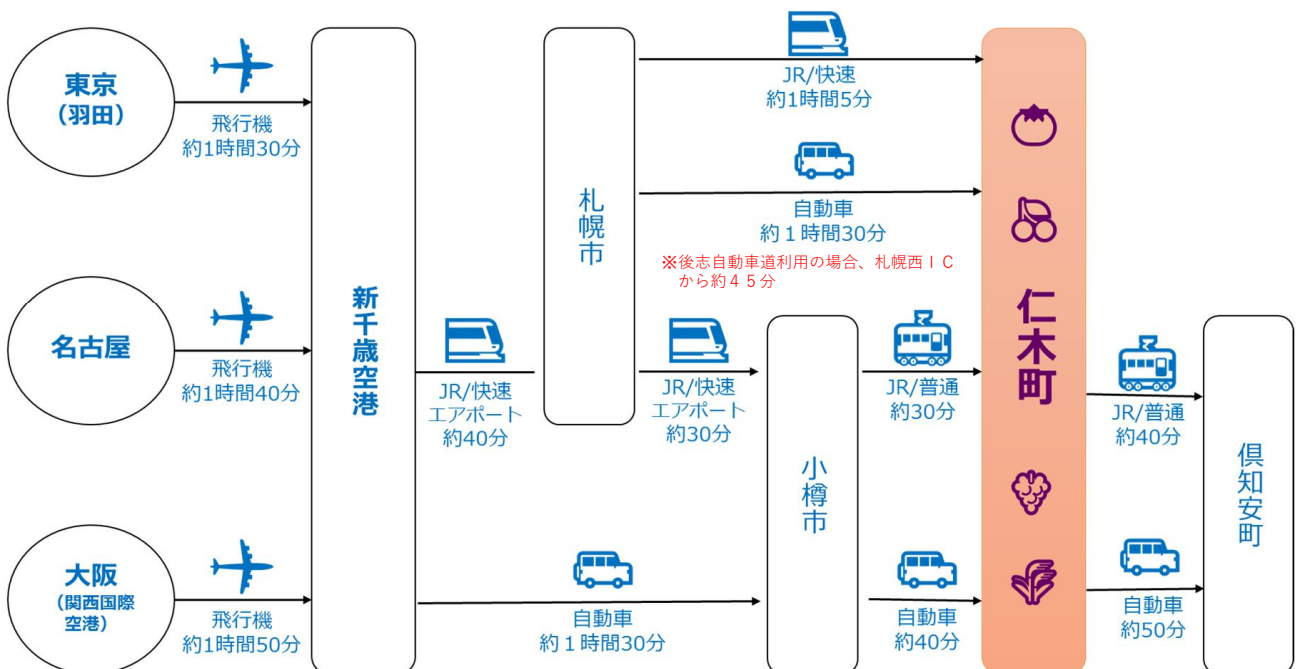 東京
（羽田）
飛行機
約1時間30分
名古屋
飛行機
約1時間40分
大阪
（関西国際
空港）
飛行機
約1時間50分
新千歳空港
JR/快速
エアポート
約40分
自動車
約１時間30分
札幌市
JR/快速
約1時間5分
自動車
約１時間30分
※後志自動車道利用の場合、札幌西ＩＣ
から約４５分
JR/快速
エアポート
約30分
小樽市
JR/普通
約30分
自動車
約40分
仁木町
JR/普通
約40分
自動車
約50分
倶知安町